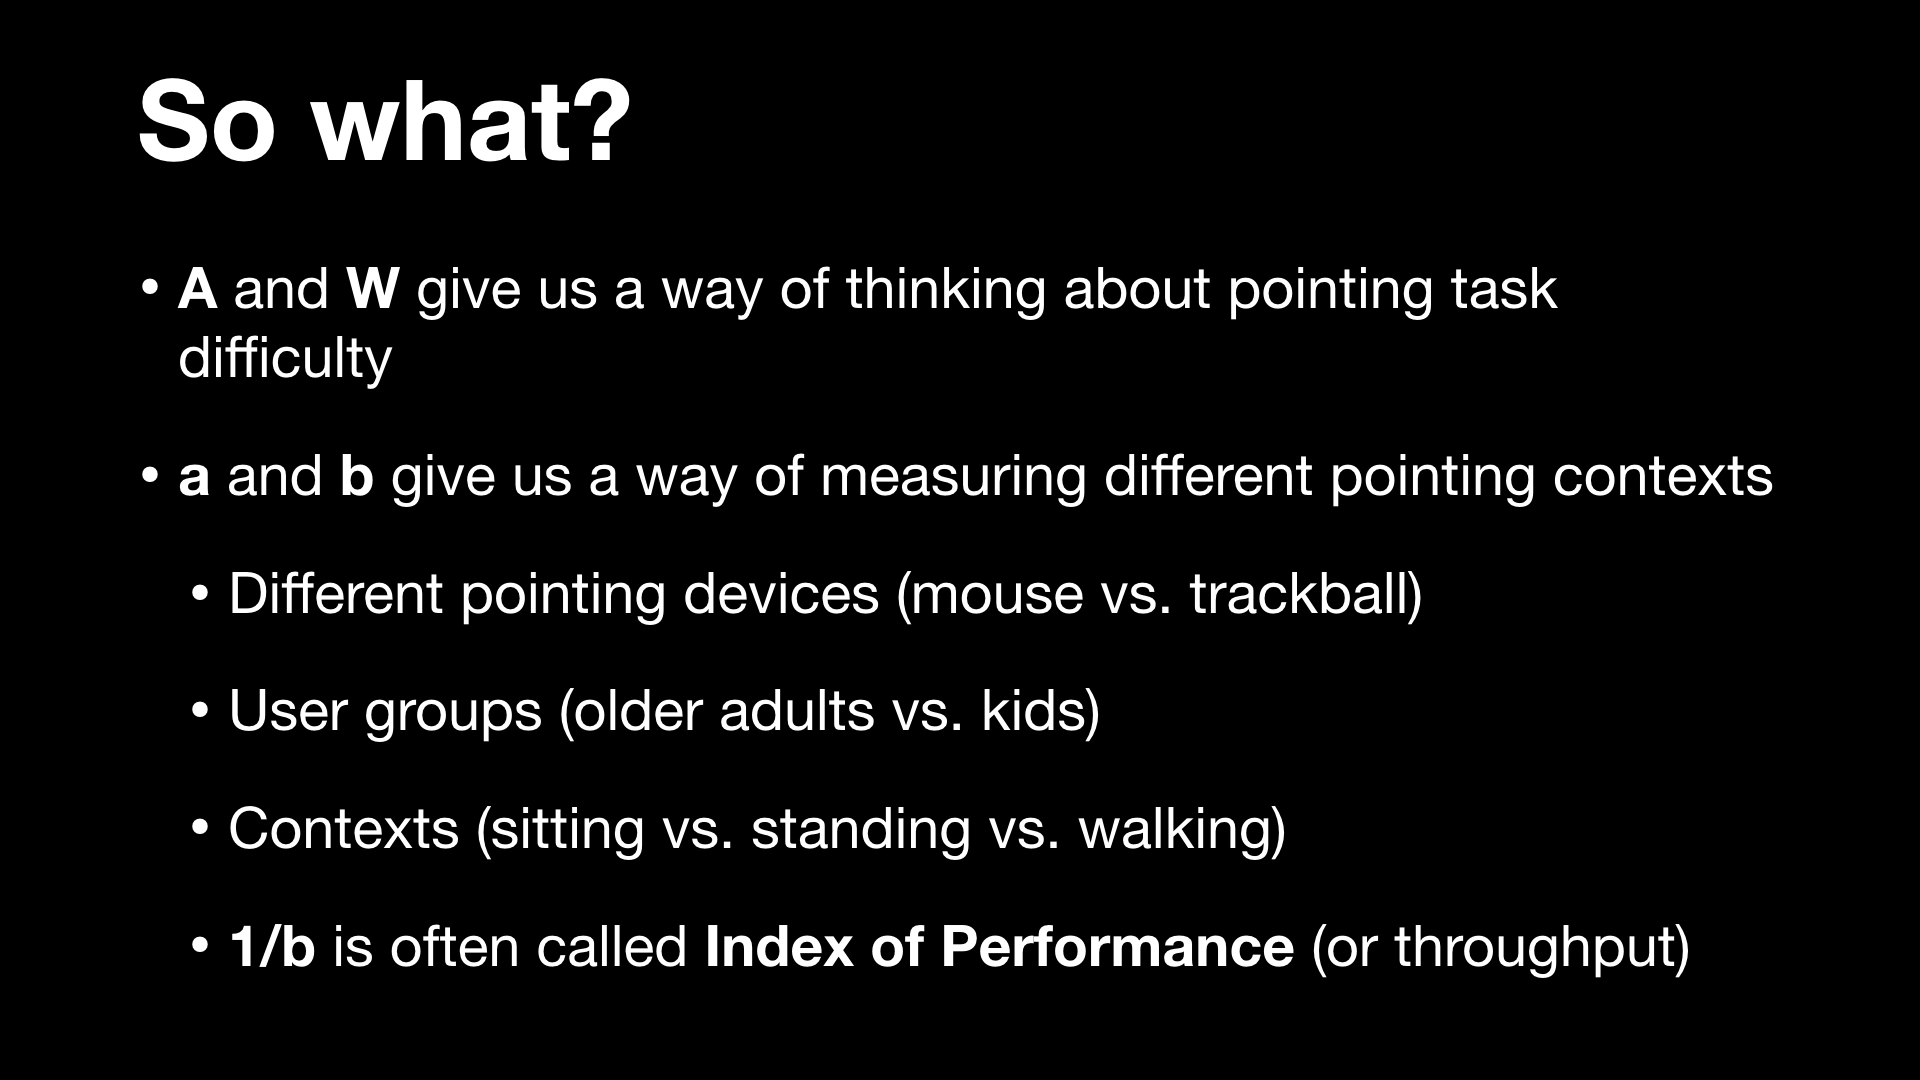 So what?
• A and W give us a way of thinking about pointing task
difficulty
• a and b give us a way of measuring different pointing contexts
• Different pointing devices (mouse vs. trackball)
• User groups (older adults vs. kids)
• Contexts (sitting vs. standing vs. walking)
• 1/b is often called Index of Performance (or throughput)